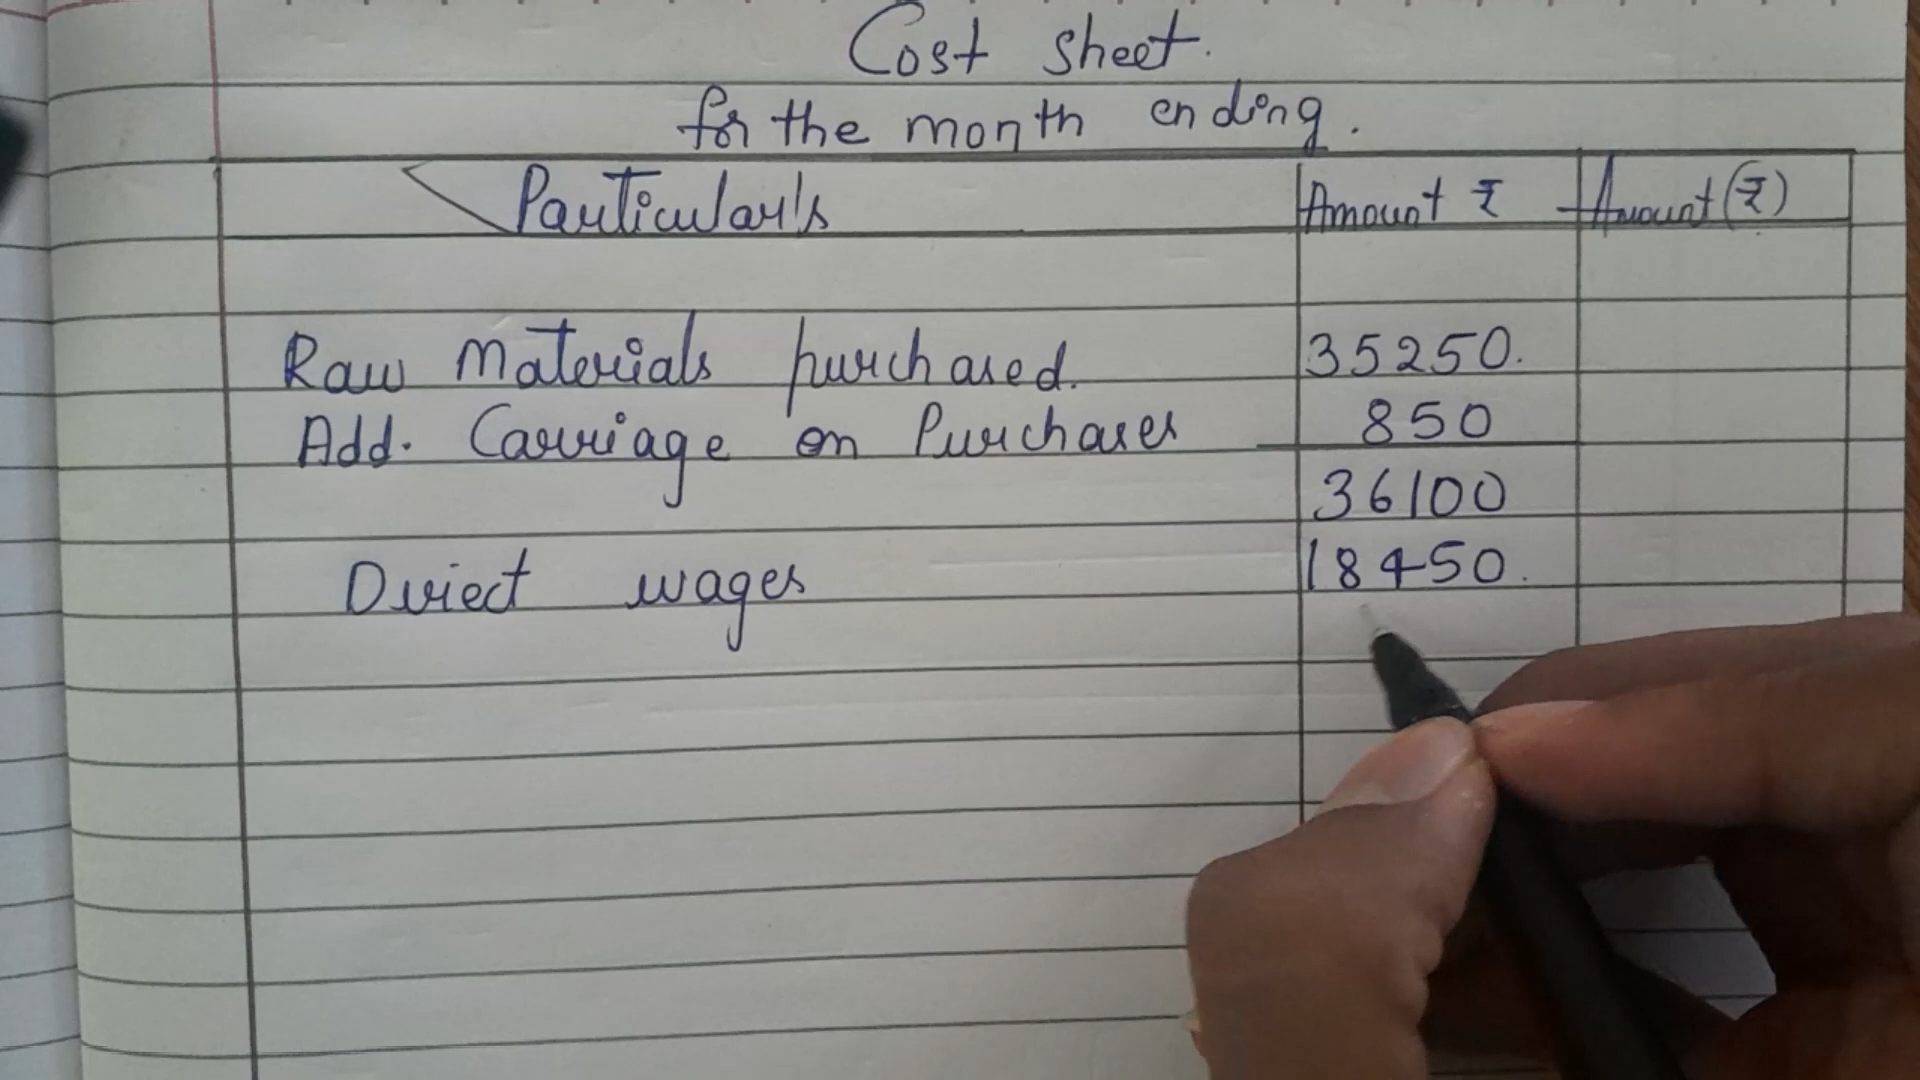 Cost sheet.
for the month ending.
Particulars Amount ₹ Amount (₹)
Raw Materials purchased. 35250.
Add. Carriage on Purchases 850
36100
Direct wages 18450.